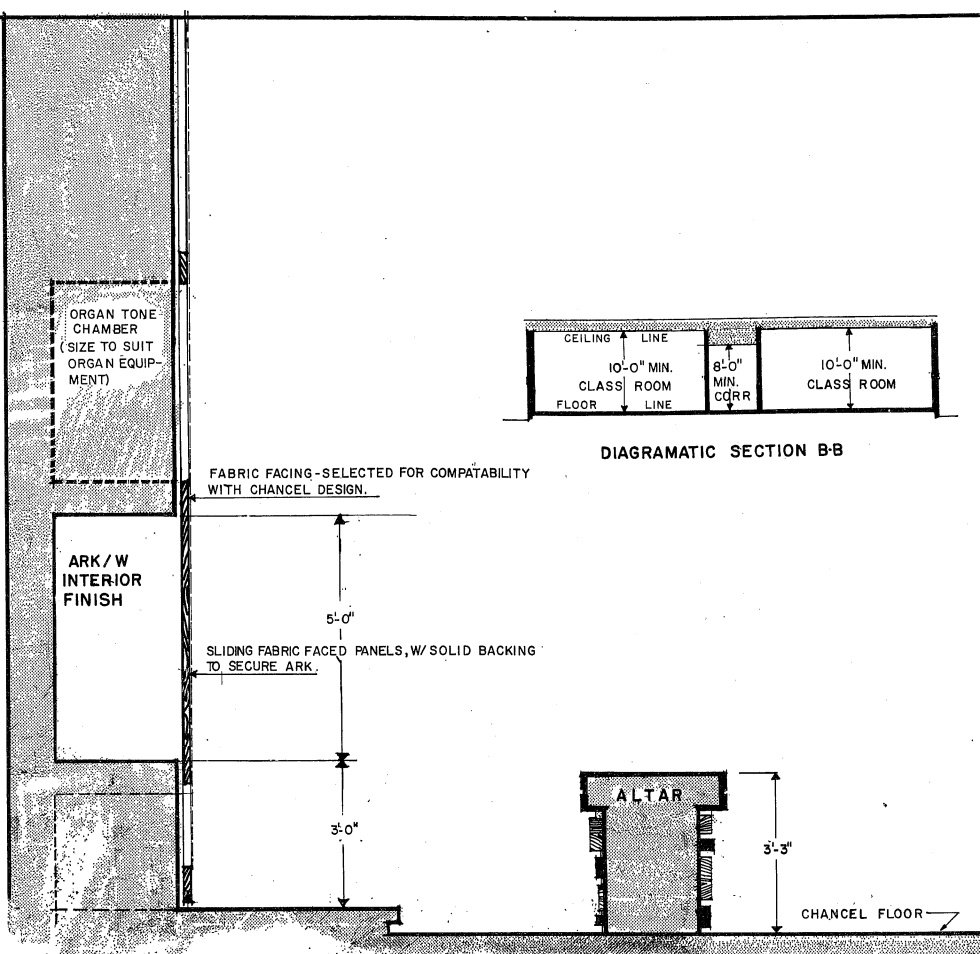 ORGAN TONE
CHAMBER
(SIZE TO SUIT
ORGAN EQUIP-
MENT)
CEILING LINE
10'-0" MIN.
CLASS ROOM
FLOOR LINE
8'-0"
MIN.
CORR
10'-0" MIN.
CLASS ROOM
DIAGRAMATIC SECTION B-B
FABRIC FACING-SELECTED FOR COMPATABILITY
WITH CHANCEL DESIGN.
ARK/W
INTERIOR
FINISH
5'-0"
SLIDING FABRIC FACED PANELS, W/ SOLID BACKING
TO SECURE ARK.
3'-0"
ALTAR
3'-3"
CHANCEL FLOOR